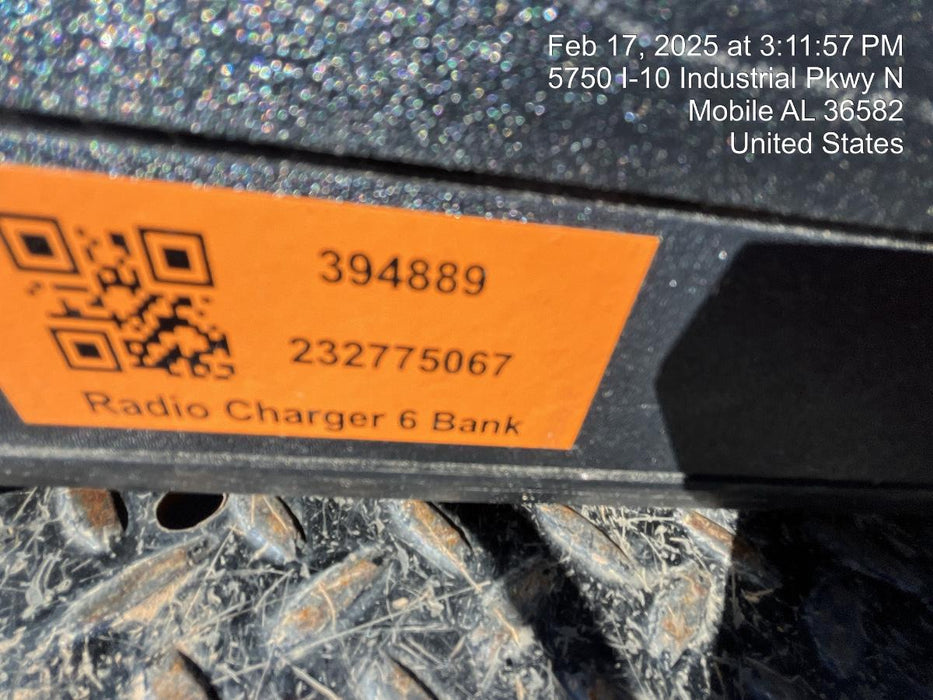 Feb 17, 2025 at 3:11:57 PM
5750 I-10 Industrial Pkwy N
Mobile AL 36582
United States
394889
232775067
Radio Charger 6 Bank